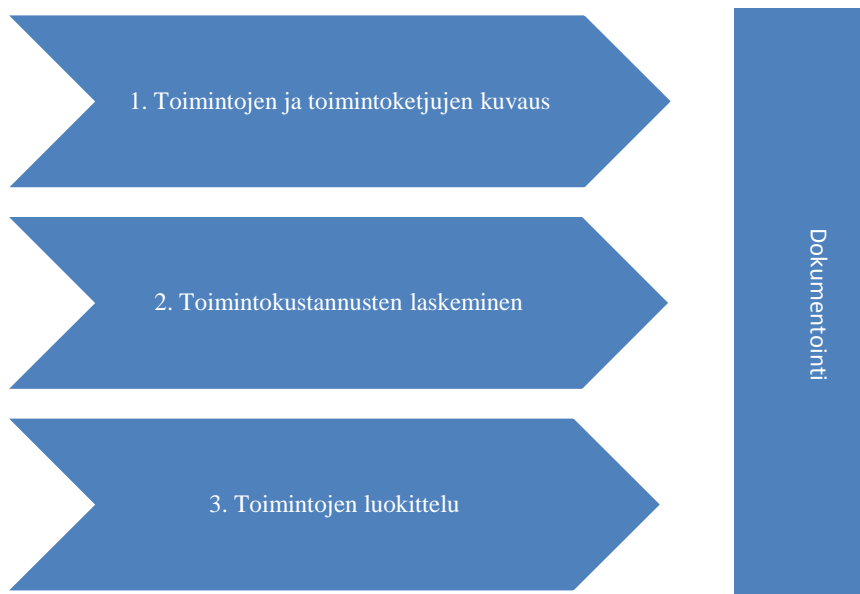 1. Toimintojen ja toimintoketjujen kuvaus
2. Toimintokustannusten laskeminen
3. Toimintojen luokittelu
Dokumentointi